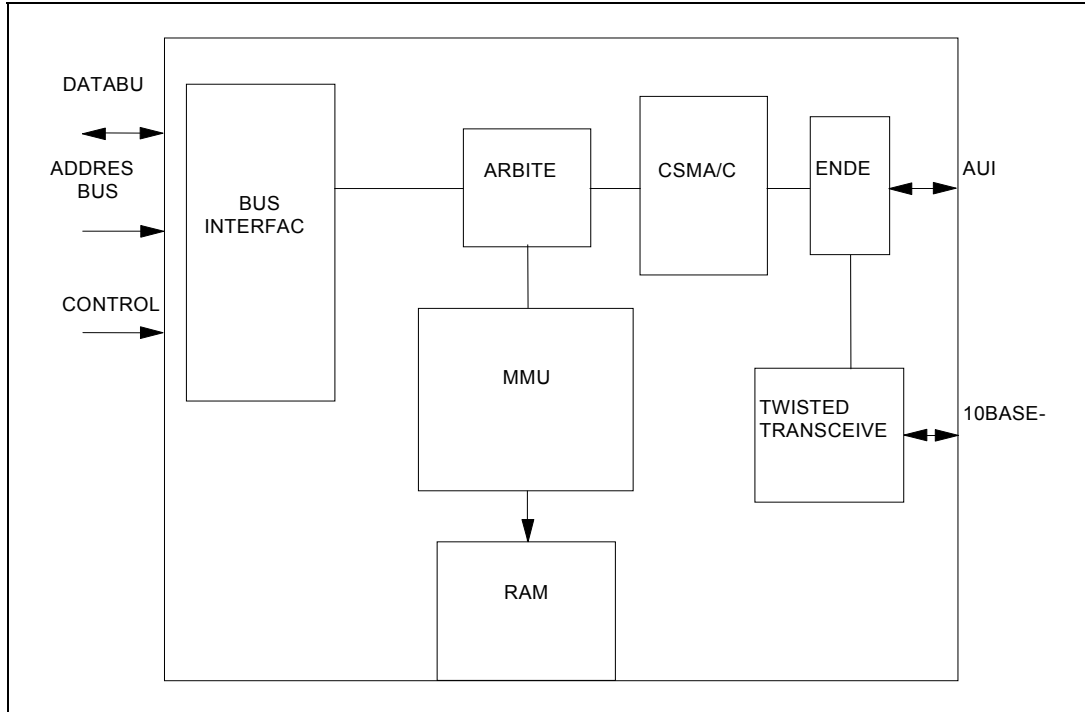 DATABU
ADDRES
BUS
CONTROL
BUS
INTERFAC
ARBITE
CSMA/C
ENDE
AUI
MMU
TWISTED
TRANSCEIVE
10BASE-
RAM